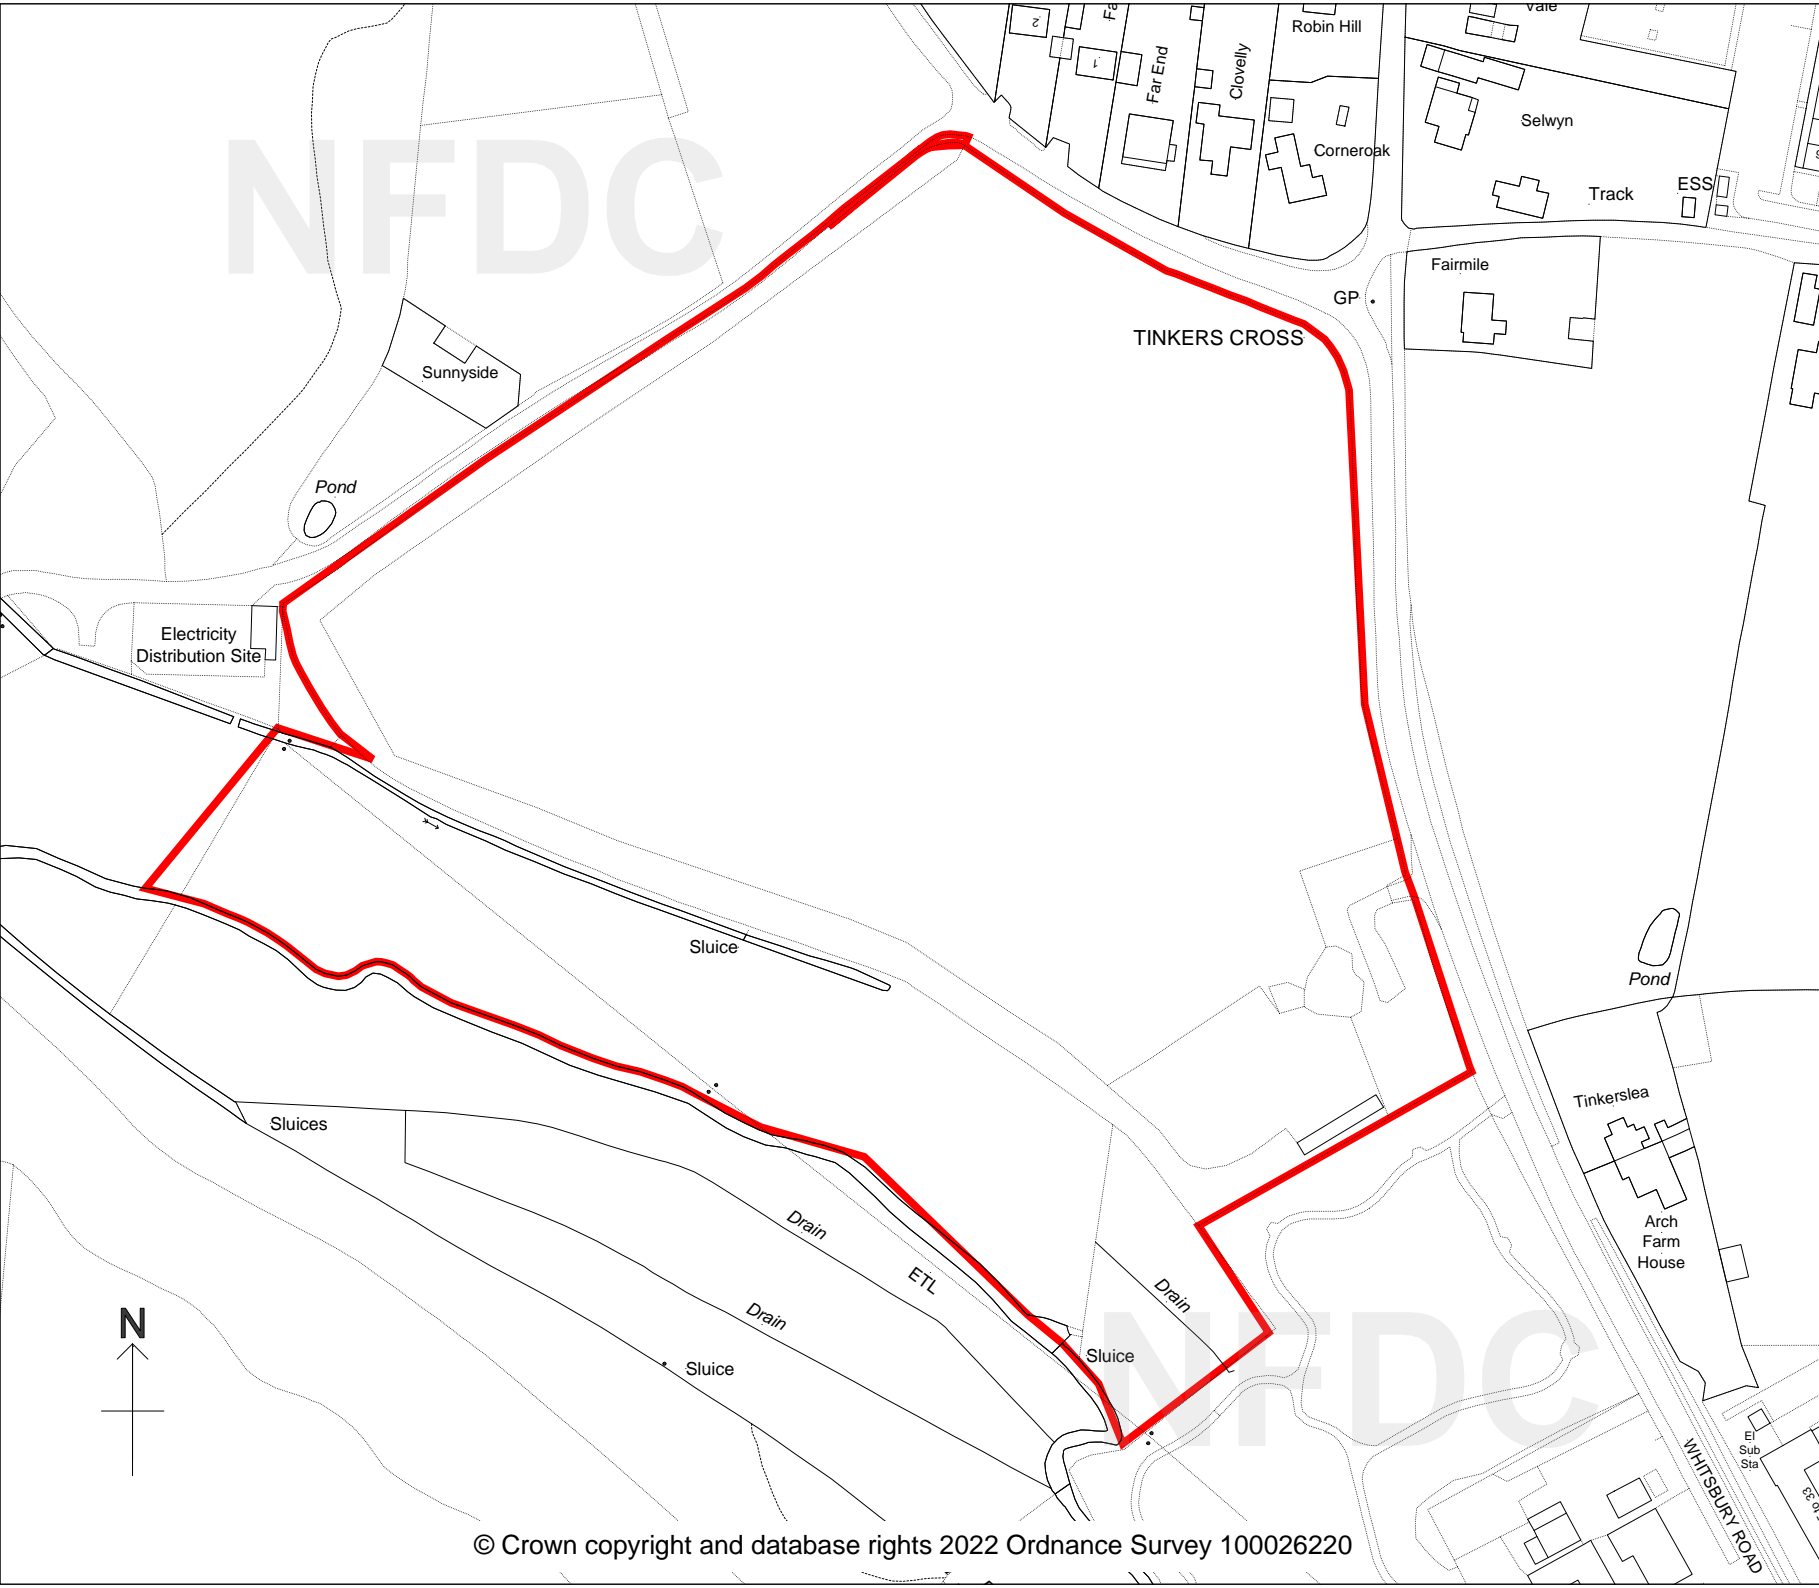 Vale
Robin Hill
2
1
Far End
Clovelly
Selwyn
Corneroak
Track
ESS
NFDC
Fairmile
GP
TINKERS CROSS
Sunnyside
Pond
Electricity
Distribution Site
Sluice
Pond
Tinkerslea
Sluices
Drain
ETL
Arch
Farm
House
Drain
Drain
N
Sluice
Sluice
NFDC
El
Sub
Sta
WHITSBURY ROAD
© Crown copyright and database rights 2022 Ordnance Survey 100026220